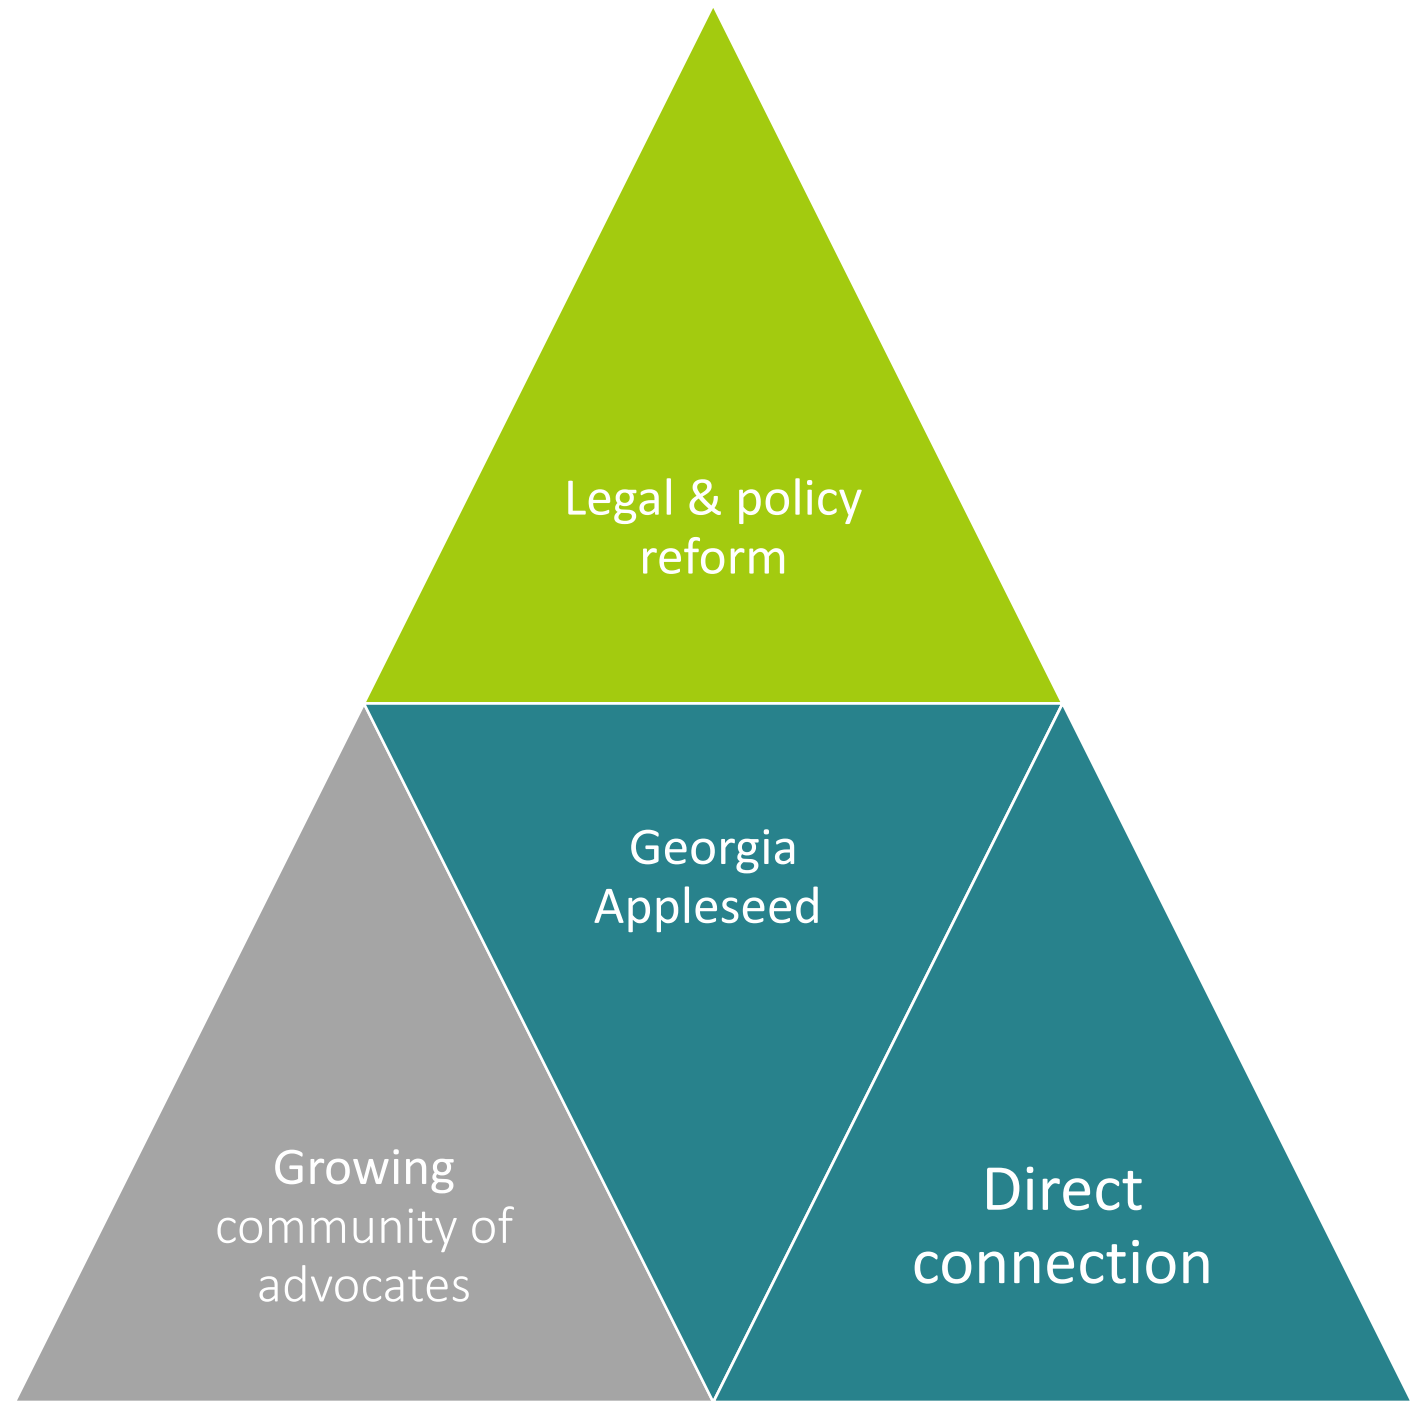 Legal & policy
reform
Georgia
Appleseed
Growing
community of
advocates
Direct
connection